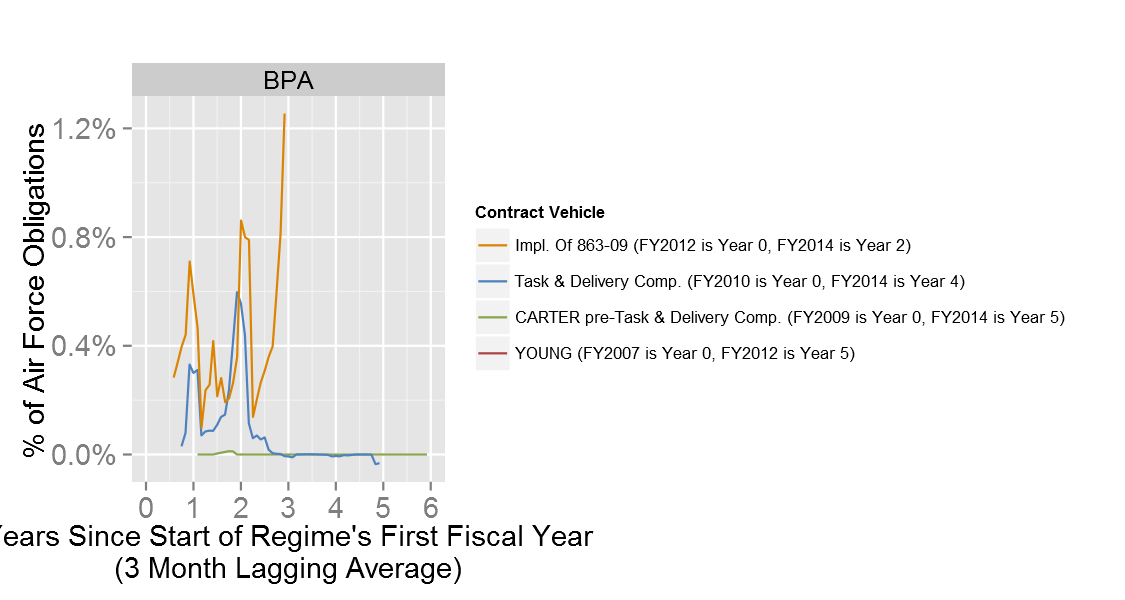 BPA
% of Air Force Obligations
1.2%
0.8%
0.4%
0.0%
0 1 2 3 4 5 6
Years Since Start of Regime's First Fiscal Year
(3 Month Lagging Average)
Contract Vehicle
Impl. Of 863-09 (FY2012 is Year 0, FY2014 is Year 2)
Task & Delivery Comp. (FY2010 is Year 0, FY2014 is Year 4)
CARTER pre-Task & Delivery Comp. (FY2009 is Year 0, FY2014 is Year 5)
YOUNG (FY2007 is Year 0, FY2012 is Year 5)